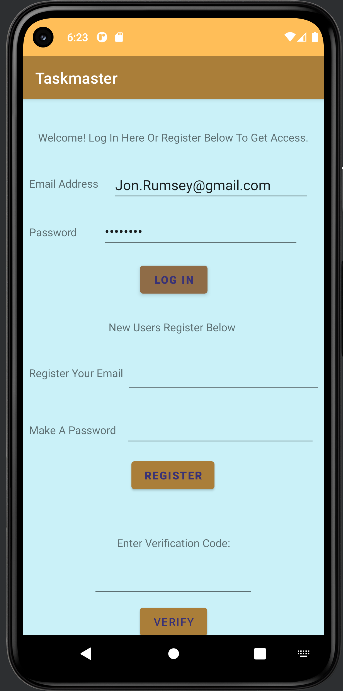 6:23
Taskmaster
Welcome! Log In Here Or Register Below To Get Access.
Email Address Jon.Rumsey@gmail.com
Password ••••••••
LOG IN
New Users Register Below
Register Your Email
Make A Password
REGISTER
Enter Verification Code:
VERIFY